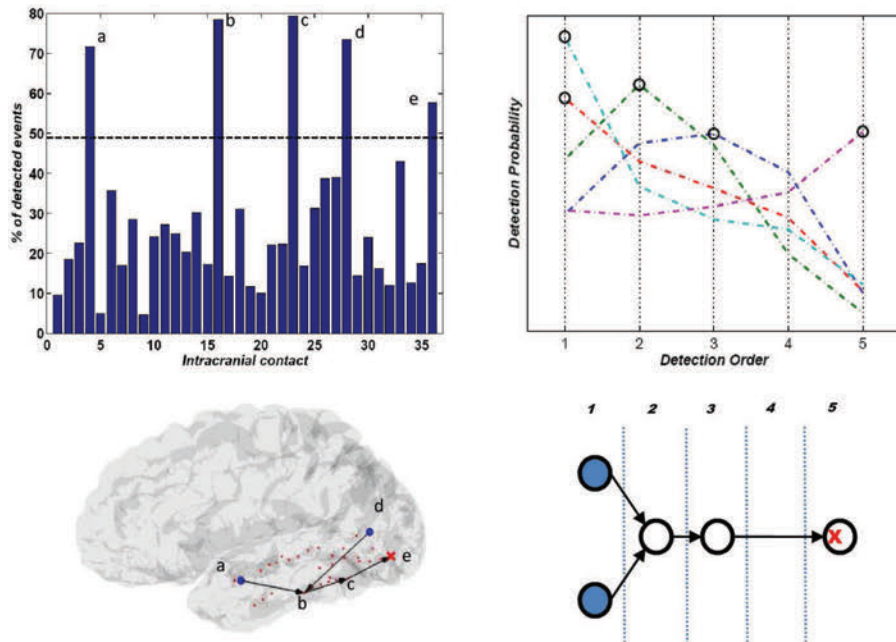 80
70
60
50
40
30
20
10
0
% of detected events
a
b
c
d
e
0 5 10 15 20 25 30 35
Intracranial contact
Detection Probability
1 2 3 4 5
Detection Order
a
b
c
d
e
1 2 3 4 5
x